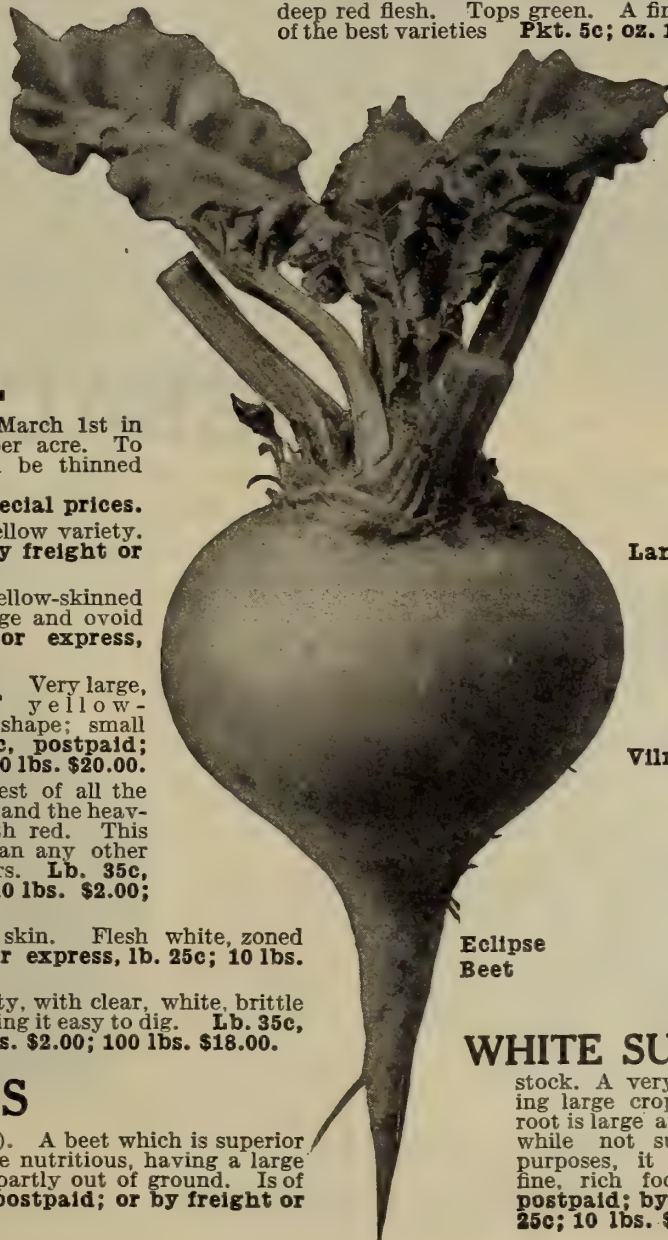 deep red flesh. Tops green. A
of the best varieties Pkt. 5c; oz.
March 1st in
er acre. To
be thinned
ecial prices.
ellow variety.
y freight or
ellow-skinned
ge and ovoid
or express,
Very large,
yellow-
shape; small
c, postpaid;
0 lbs. $20.00.
est of all the
and the heav-
h red. This
an any other
rs. Lb. 35c,
0 lbs. $2.00;
skin. Flesh white, zoned
r express, lb. 25c; 10 lbs.
ty, with clear, white, brittle
ing it easy to dig. Lb. 35c,
s. $2.00; 100 lbs. $18.00.
S
). A beet which is superior
e nutritious, having a large
partly out of ground. Is of
postpaid; or by freight or
Lar
Vilm
Eclipse
Beet
WHITE SU
stock. A very
ing large crop
root is large a
while not su
purposes, it
fine, rich foo
postpaid; by
25c; 10 lbs. $